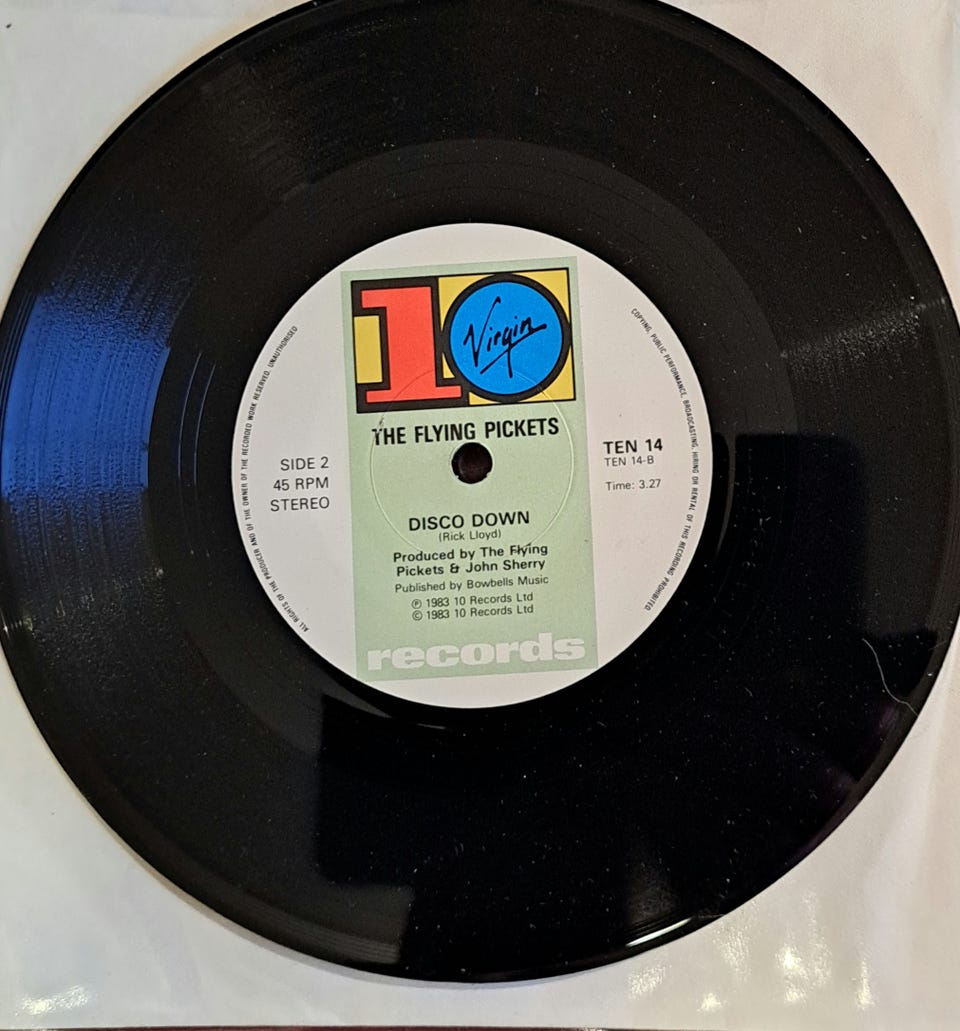 10
Virgin
THE FLYING PICKETS
SIDE 2
45 RPM
STEREO
TEN 14
TEN 14-B
Time: 3.27
DISCO DOWN
(Rick Lloyd)
Produced by The Flying
Pickets & John Sherry
Published by Bowbells Music
℗ 1983 10 Records Ltd
© 1983 10 Records Ltd
records
ALL RIGHTS OF THE PRODUCER AND OF THE OWNER OF THE RECORDED WORK RESERVED. UNAUTHORISED
COPYING, PUBLIC PERFORMANCE, BROADCASTING, HIRING OR RENTAL OF THIS RECORDING PROHIBITED.